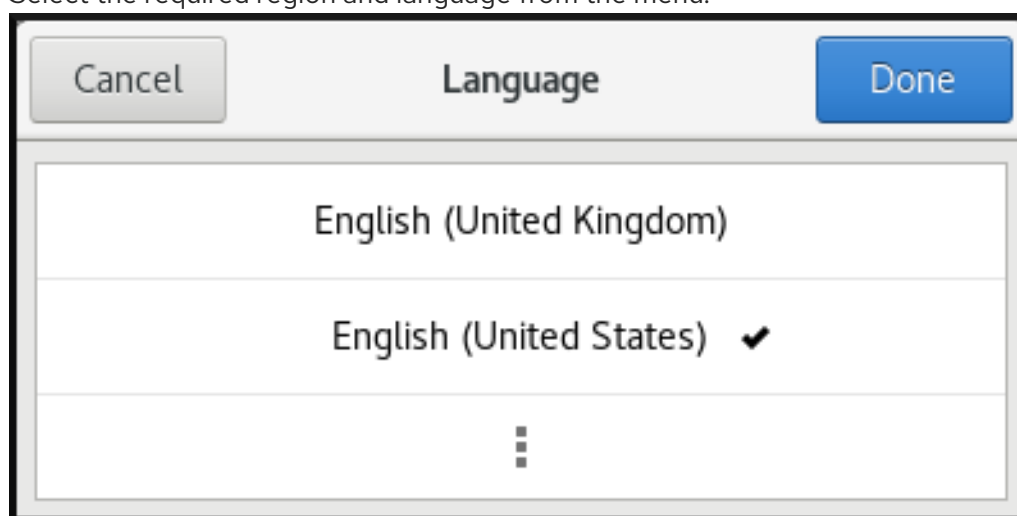 Select the required region and language from the menu.
Cancel Language Done
English (United Kingdom)
English (United States) ✔